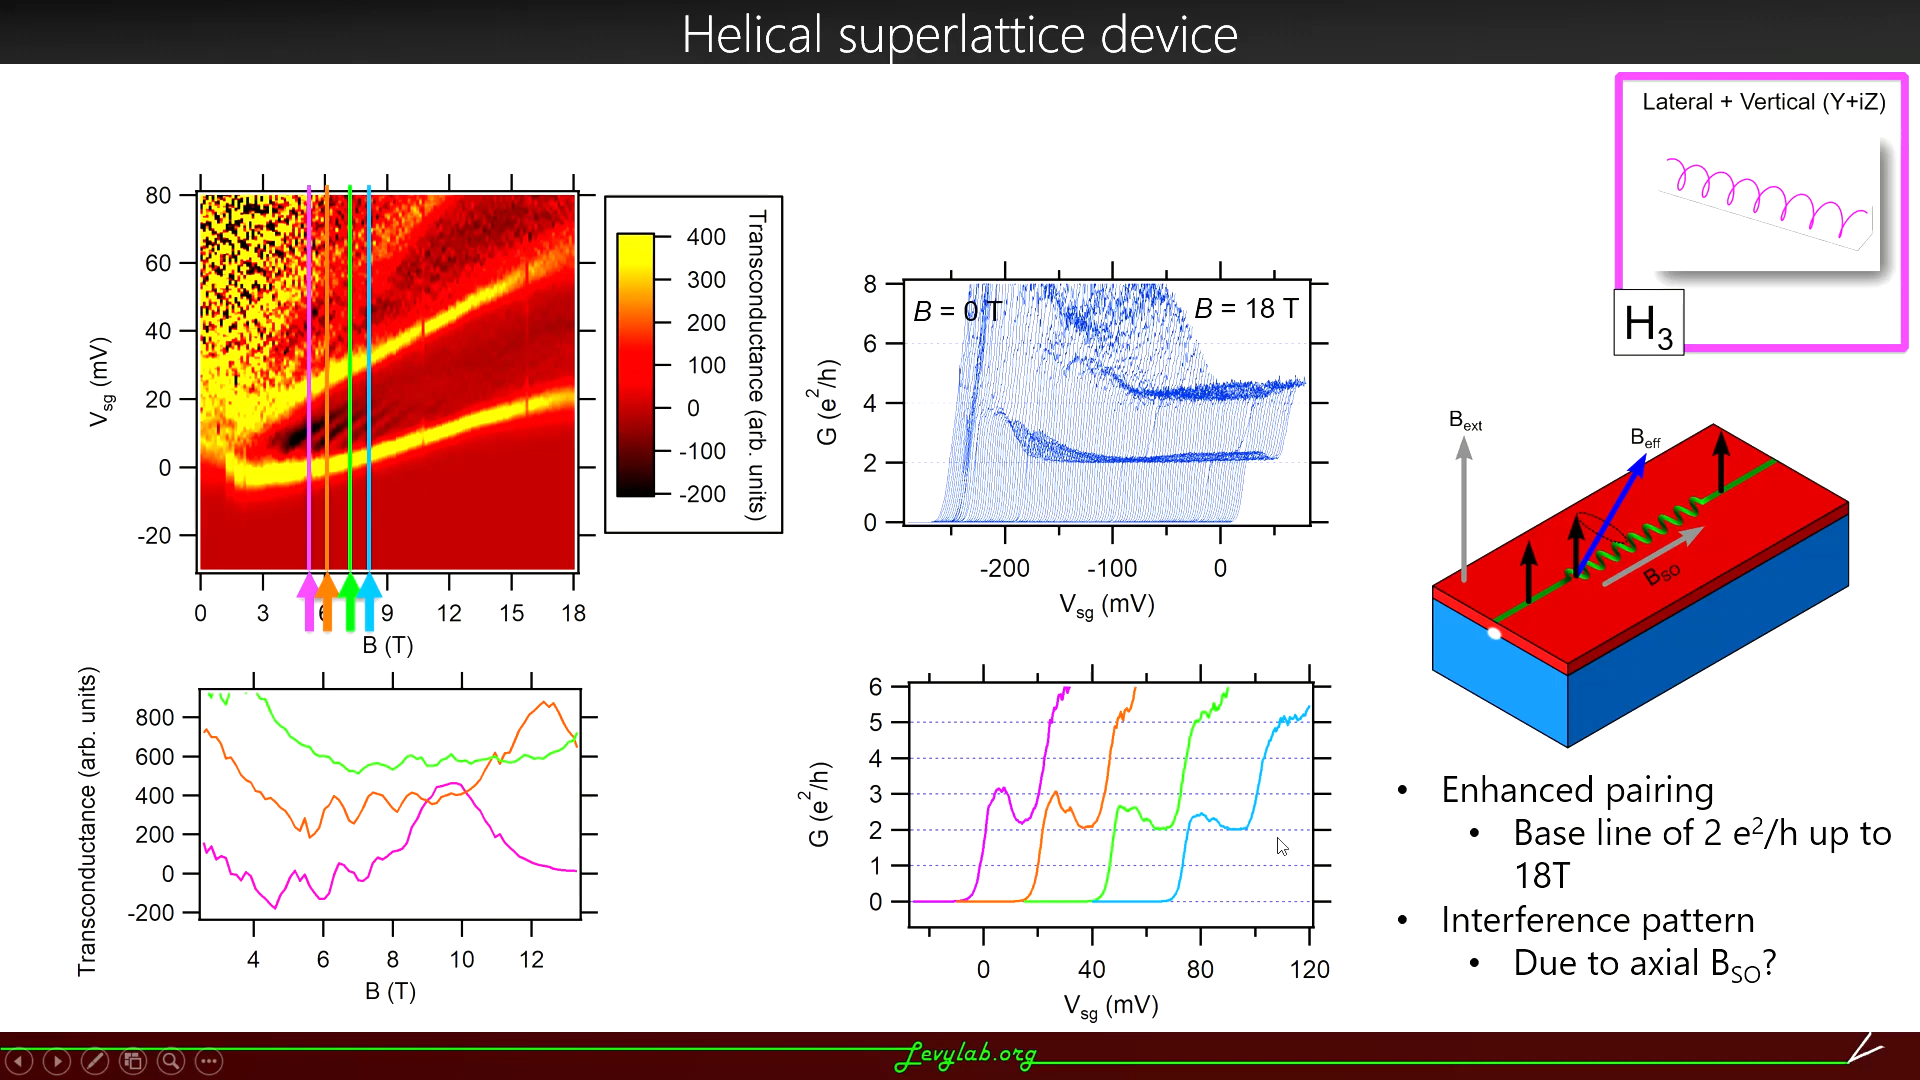 Helical superlattice device
Lateral + Vertical (Y+iZ)
H3
80
60
40
20
0
-20
Vsg (mV)
0
3
6
9
12
15
18
B (T)
400
300
200
100
0
-100
-200
Transconductance (arb. units)
B = 0 T
B = 18 T
8
6
4
2
0
G (e2/h)
-200
-100
0
Vsg (mV)
Bext
Beff
BSO
800
600
400
200
0
-200
Transconductance (arb. units)
4
6
8
10
12
B (T)
6
5
4
3
2
1
0
G (e2/h)
0
40
80
120
Vsg (mV)
• Enhanced pairing
• Base line of 2 e2/h up to
18T
• Interference pattern
• Due to axial BSO?
Levylab.org